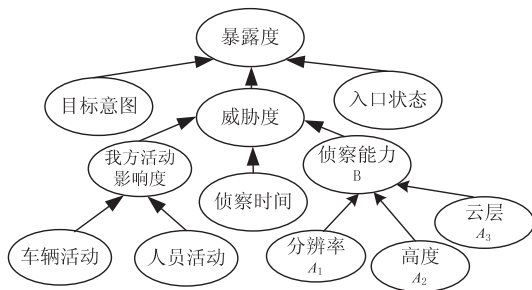 暴露度
目标意图
威胁度
入口状态
我方活动
影响度
侦察时间
侦察能力
B
车辆活动
人员活动
分辨率
A1
高度
A2
云层
A3